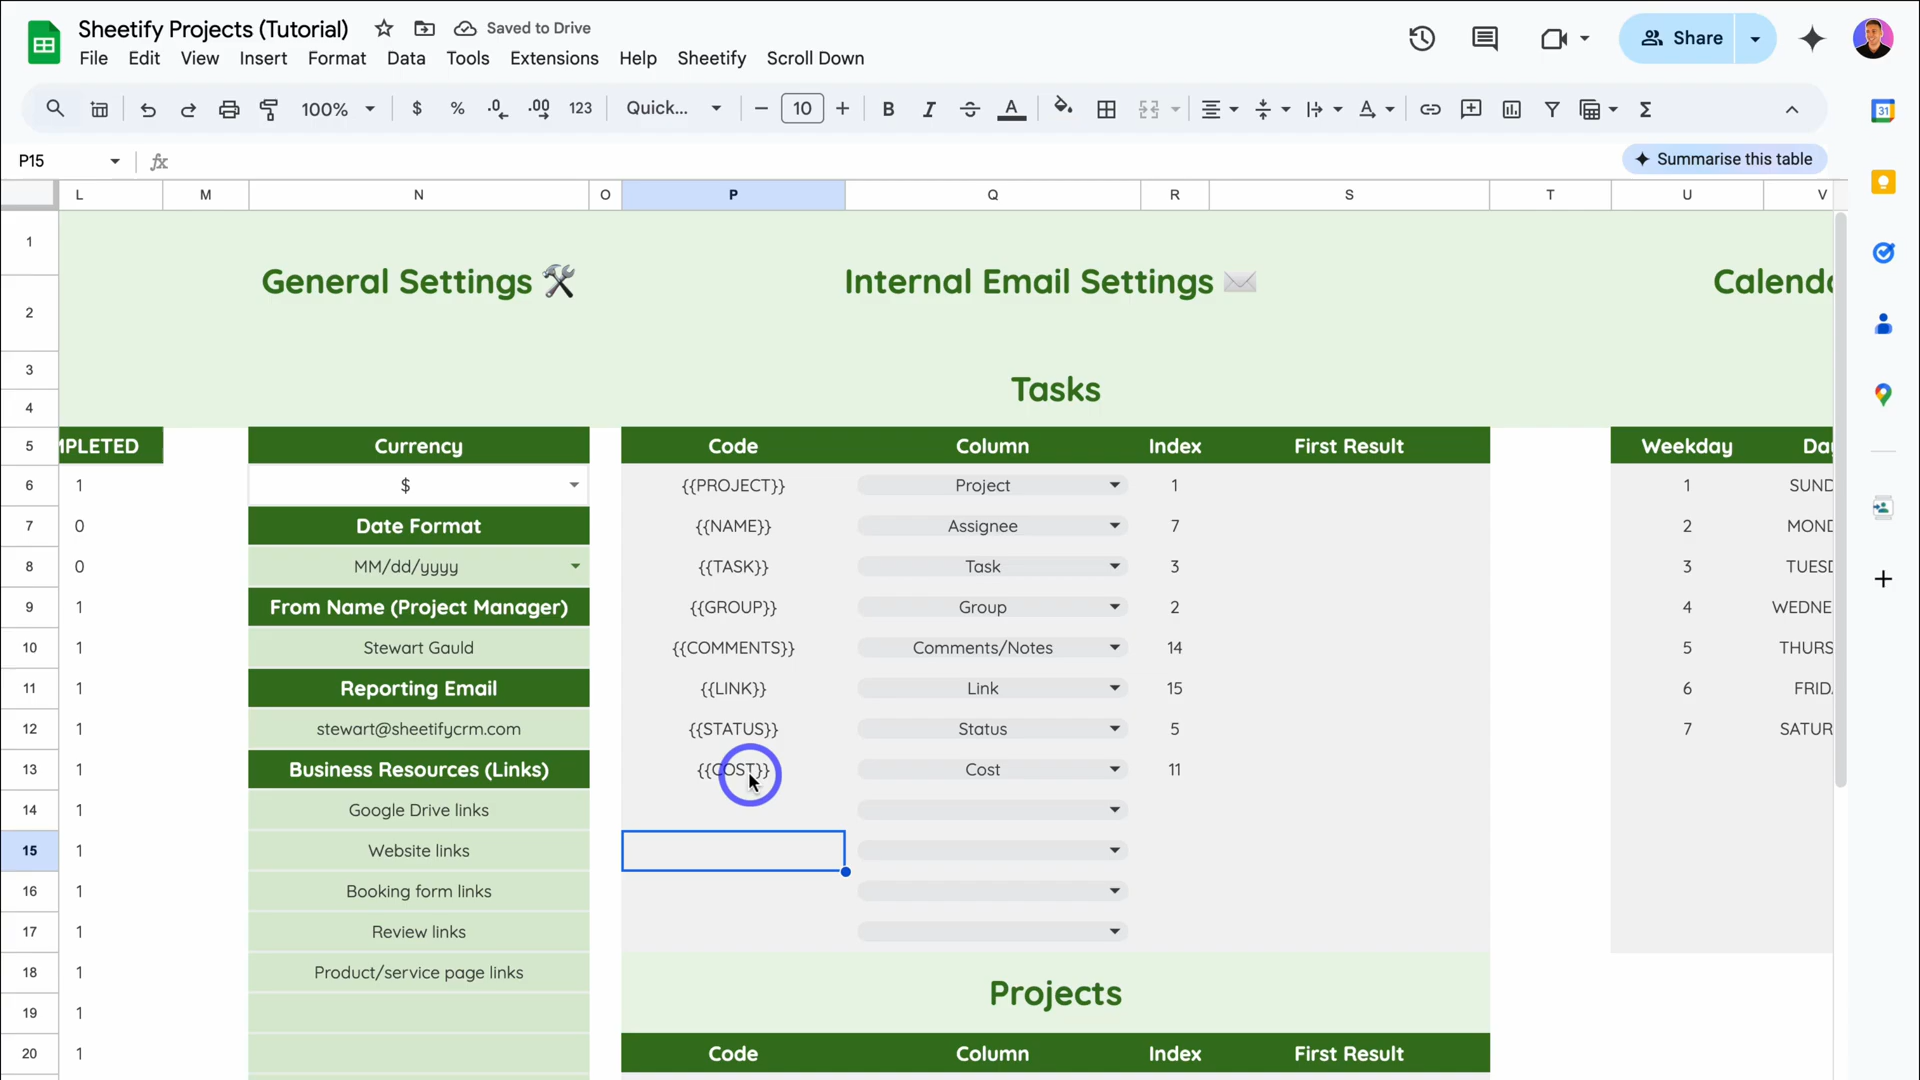 Sheetify Projects (Tutorial) Saved to Drive
File Edit View Insert Format Data Tools Extensions Help Sheetify Scroll Down
Share
100% $ % .0 .00 123 Quick... 10 B I A A Σ
31
P15 fx
Summarise this table
L M N O P Q R S T U V
1
General Settings Internal Email Settings Calenda
2
3
Tasks
4
5 MPLETED Currency Code Column Index First Result Weekday Da
6 1 $ {{PROJECT}} Project 1 1 SUND
7 0 Date Format {{NAME}} Assignee 7 2 MOND
8 0 MM/dd/yyyy {{TASK}} Task 3 3 TUESD
9 1 From Name (Project Manager) {{GROUP}} Group 2 4 WEDNE
10 1 Stewart Gauld {{COMMENTS}} Comments/Notes 14 5 THURS
11 1 Reporting Email {{LINK}} Link 15 6 FRID
12 1 stewart@sheetifycrm.com {{STATUS}} Status 5 7 SATUR
13 1 Business Resources (Links) {{COST}} Cost 11
14 1 Google Drive links
15 1 Website links
16 1 Booking form links
17 1 Review links
18 1 Product/service page links
Projects
19 1
20 1 Code Column Index First Result